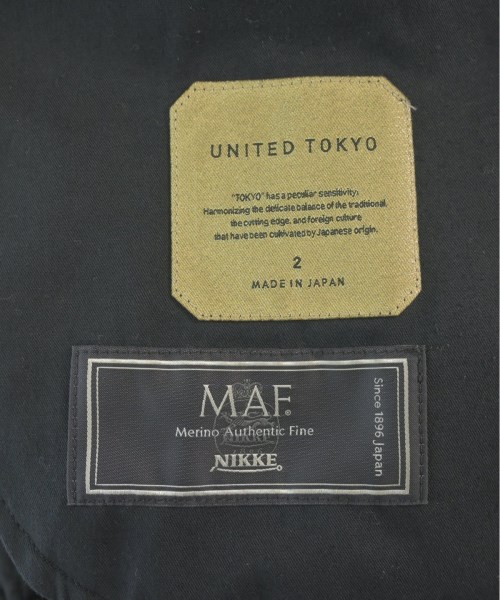 UNITED TOKYO
"TOKYO" has a peculiar sensitivity.
Harmonizing the delicate balance of the traditional,
the cutting edge, and foreign culture
that have been cultivated by Japanese origin.
2
MADE IN JAPAN
MAF.
Merino Authentic Fine
NIKKE
Since 1896 Japan